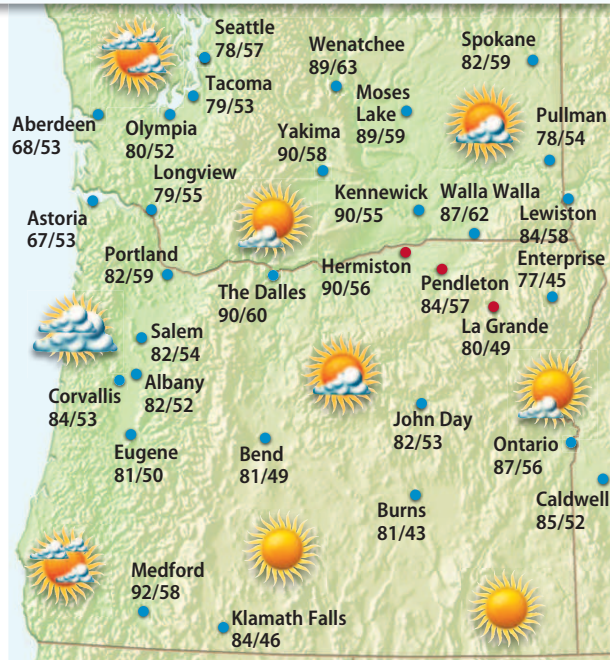 Seattle
78/57
Wenatchee
89/63
Spokane
82/59
Tacoma
79/53
Moses
Lake
89/59
Aberdeen
68/53
Olympia
80/52
Yakima
90/58
Pullman
78/54
Longview
79/55
Kennewick
90/55
Walla Walla
87/62
Astoria
67/53
Lewiston
84/58
Portland
82/59
The Dalles
90/60
Hermiston
90/56
Pendleton
84/57
Enterprise
77/45
La Grande
80/49
Salem
82/54
Corvallis
84/53
Albany
82/52
John Day
82/53
Eugene
81/50
Bend
81/49
Ontario
87/56
Burns
81/43
Caldwell
85/52
Medford
92/58
Klamath Falls
84/46